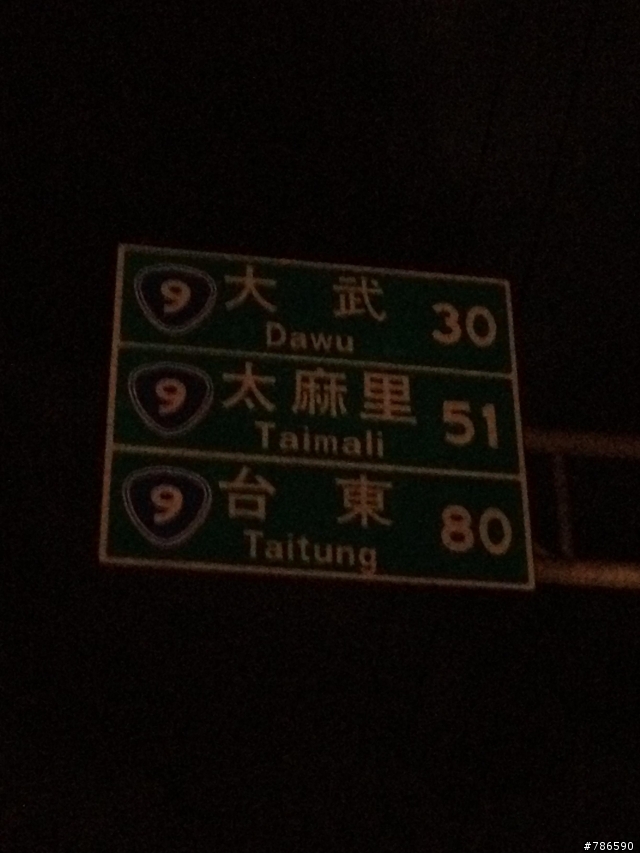 9 大武 30
Dawu
9 太麻里 51
Taimali
9 台東 80
Taitung
#786590